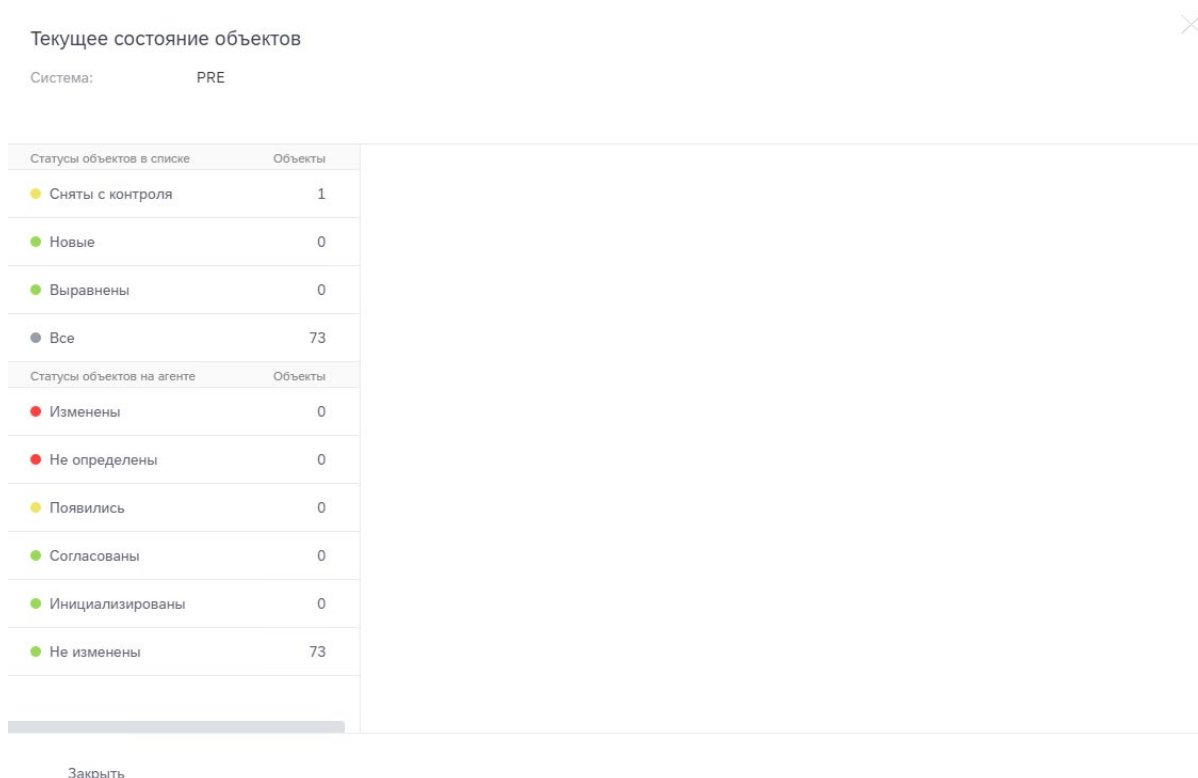 Текущее состояние объектов
Система: PRE
Статусы объектов в списке Объекты
Сняты с контроля 1
Новые 0
Выравнены 0
Все 73
Статусы объектов на агенте Объекты
Изменены 0
Не определены 0
Появились 0
Согласованы 0
Инициализированы 0
Не изменены 73
Закрыть